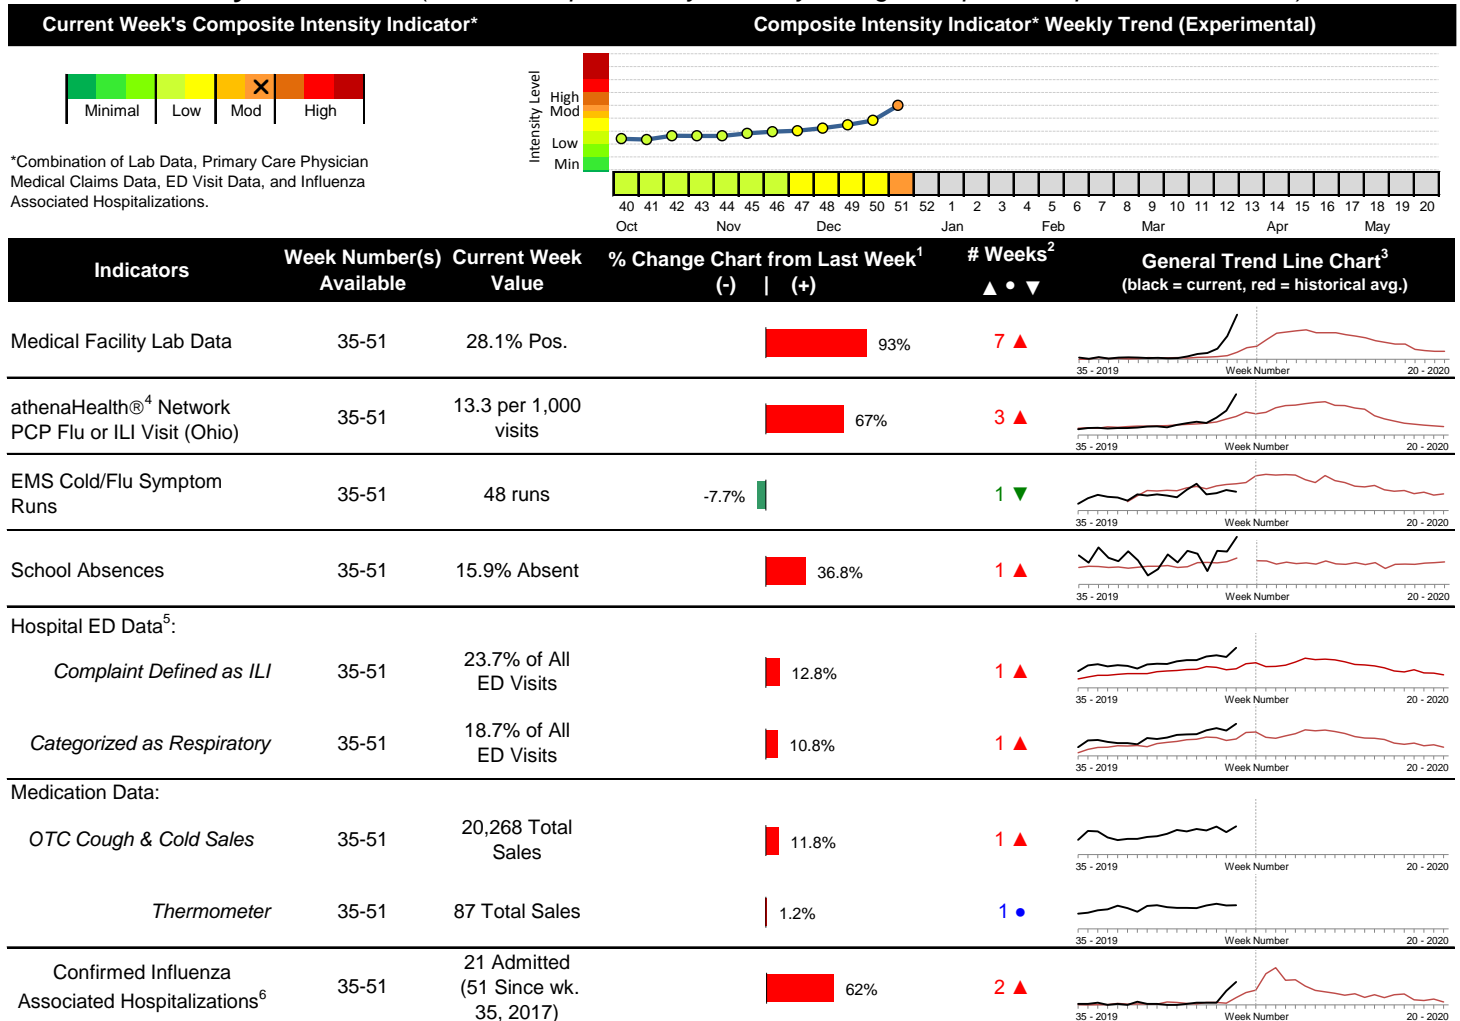 Current Week's Composite Intensity Indicator*
Composite Intensity Indicator* Weekly Trend (Experimental)
Minimal Low Mod High
*Combination of Lab Data, Primary Care Physician
Medical Claims Data, ED Visit Data, and Influenza
Associated Hospitalizations.
Intensity Level
High
Mod
Low
Min
40 41 42 43 44 45 46 47 48 49 50 51 52 1 2 3 4 5 6 7 8 9 10 11 12 13 14 15 16 17 18 19 20
Oct Nov Dec Jan Feb Mar Apr May
Indicators
Week Number(s)
Available
Current Week
Value
% Change Chart from Last Week1
(-) | (+)
# Weeks2
▲ • ▼
General Trend Line Chart3
(black = current, red = historical avg.)
Medical Facility Lab Data
35-51
28.1% Pos.
93%
7 ▲
35 - 2019 Week Number 20 - 2020
athenaHealth®4 Network
PCP Flu or ILI Visit (Ohio)
35-51
13.3 per 1,000
visits
67%
3 ▲
35 - 2019 Week Number 20 - 2020
EMS Cold/Flu Symptom
Runs
35-51
48 runs
-7.7%
1 ▼
35 - 2019 Week Number 20 - 2020
School Absences
35-51
15.9% Absent
36.8%
1 ▲
35 - 2019 Week Number 20 - 2020
Hospital ED Data5:
Complaint Defined as ILI
35-51
23.7% of All
ED Visits
12.8%
1 ▲
35 - 2019 Week Number 20 - 2020
Categorized as Respiratory
35-51
18.7% of All
ED Visits
10.8%
1 ▲
35 - 2019 Week Number 20 - 2020
Medication Data:
OTC Cough & Cold Sales
35-51
20,268 Total
Sales
11.8%
1 ▲
35 - 2019 Week Number 20 - 2020
Thermometer
35-51
87 Total Sales
1.2%
1 •
35 - 2019 Week Number 20 - 2020
Confirmed Influenza
Associated Hospitalizations6
35-51
21 Admitted
(51 Since wk.
35, 2017)
62%
2 ▲
35 - 2019 Week Number 20 - 2020